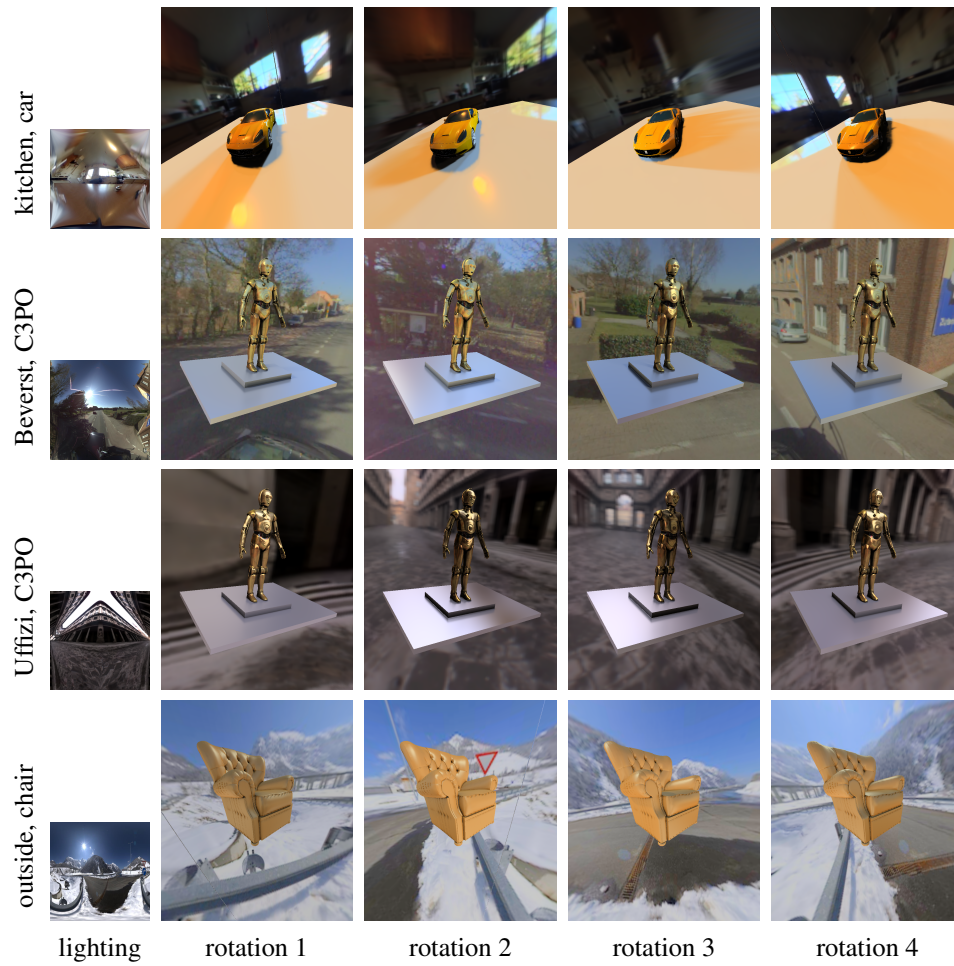 kitchen, car
Beverst, C3PO
Uffizi, C3PO
outside, chair
lighting rotation 1 rotation 2 rotation 3 rotation 4